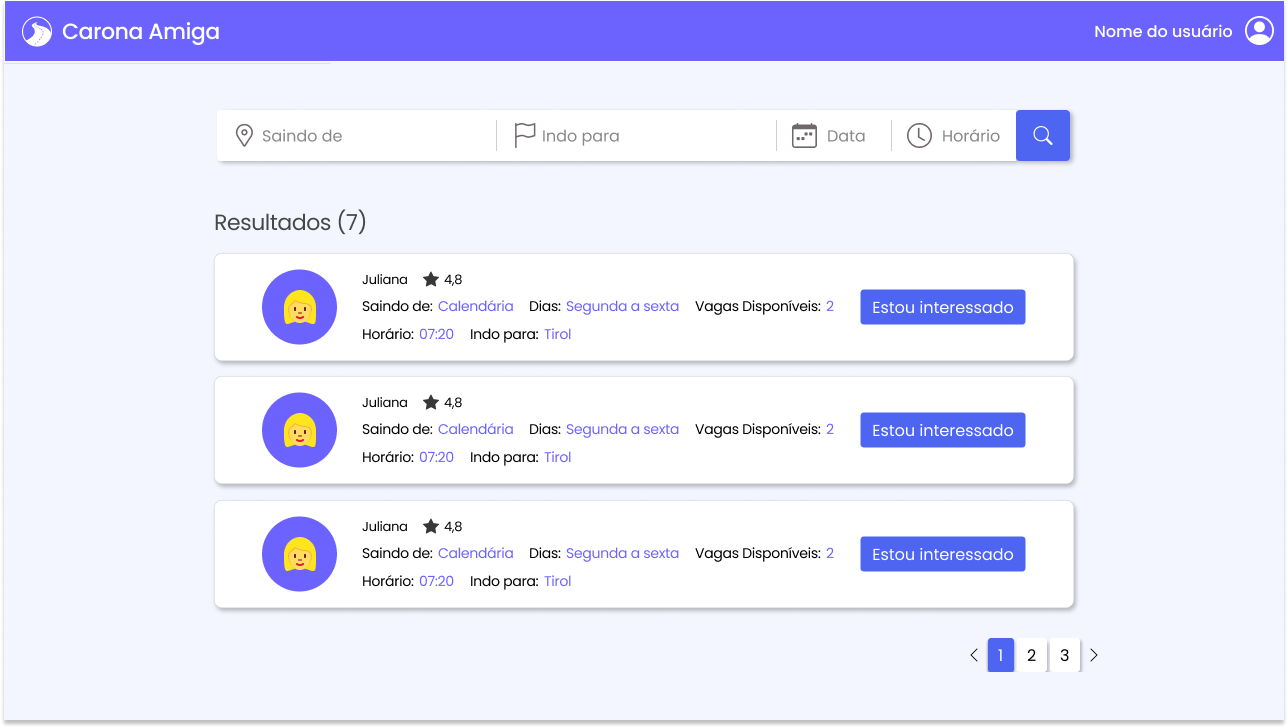 Carona Amiga
Nome do usuário
Saindo de
Indo para
Data
Horário
Resultados (7)
Juliana 4,8
Saindo de: Calendária Dias: Segunda a sexta Vagas Disponíveis: 2
Horário: 07:20 Indo para: Tirol
Estou interessado
Juliana 4,8
Saindo de: Calendária Dias: Segunda a sexta Vagas Disponíveis: 2
Horário: 07:20 Indo para: Tirol
Estou interessado
Juliana 4,8
Saindo de: Calendária Dias: Segunda a sexta Vagas Disponíveis: 2
Horário: 07:20 Indo para: Tirol
Estou interessado
1 2 3